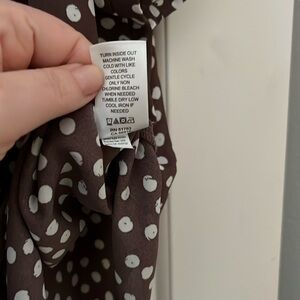 TURN INSIDE OUT
MACHINE WASH
COLD WITH LIKE
COLORS
GENTLE CYCLE
ONLY NON
CHLORINE BLEACH
WHEN NEEDED
TUMBLE DRY LOW
COOL IRON IF
NEEDED